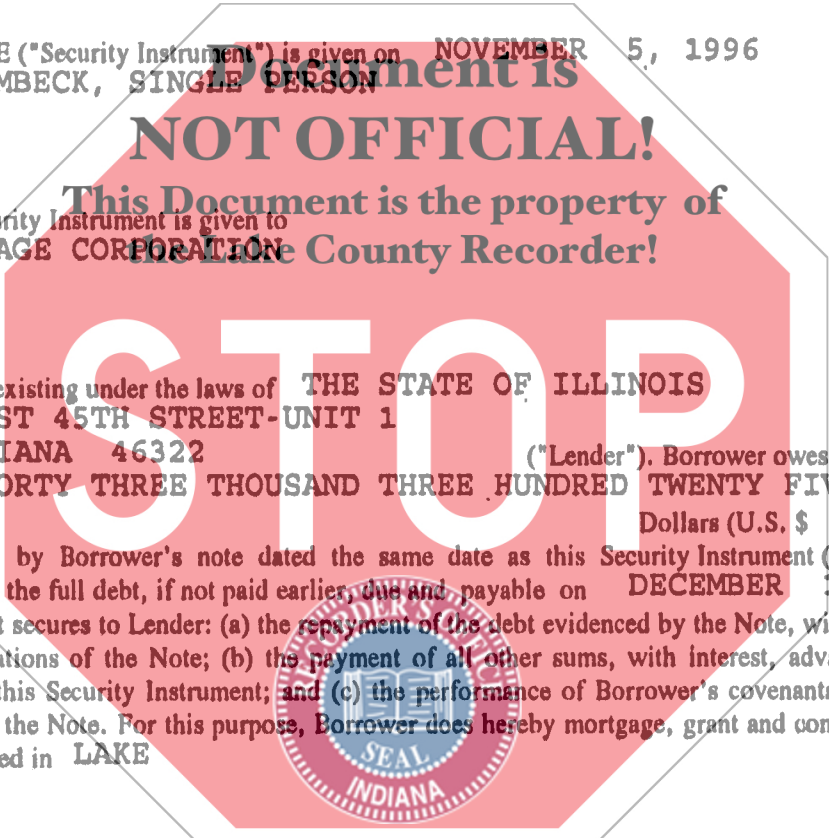 E ("Security Instrument") is given on NOVEMBER 5, 1996
MBECK, SINGLE PERSON
Document is
NOT OFFICIAL!
This Document is the property of
the Lake County Recorder!
rity Instrument is given to
AGE CORPORATION
STOP
existing under the laws of THE STATE OF ILLINOIS
ST 45TH STREET-UNIT 1
IANA 46322
("Lender"). Borrower owes
ORTY THREE THOUSAND THREE HUNDRED TWENTY FIV
Dollars (U.S. $
by Borrower's note dated the same date as this Security Instrument (
the full debt, if not paid earlier, due and payable on DECEMBER 1
t secures to Lender: (a) the repayment of the debt evidenced by the Note, wi
ations of the Note; (b) the payment of all other sums, with interest, adva
this Security Instrument; and (c) the performance of Borrower's covenants
the Note. For this purpose, Borrower does hereby mortgage, grant and con
ed in LAKE
RECORDER'S OFFICE
SEAL
INDIANA